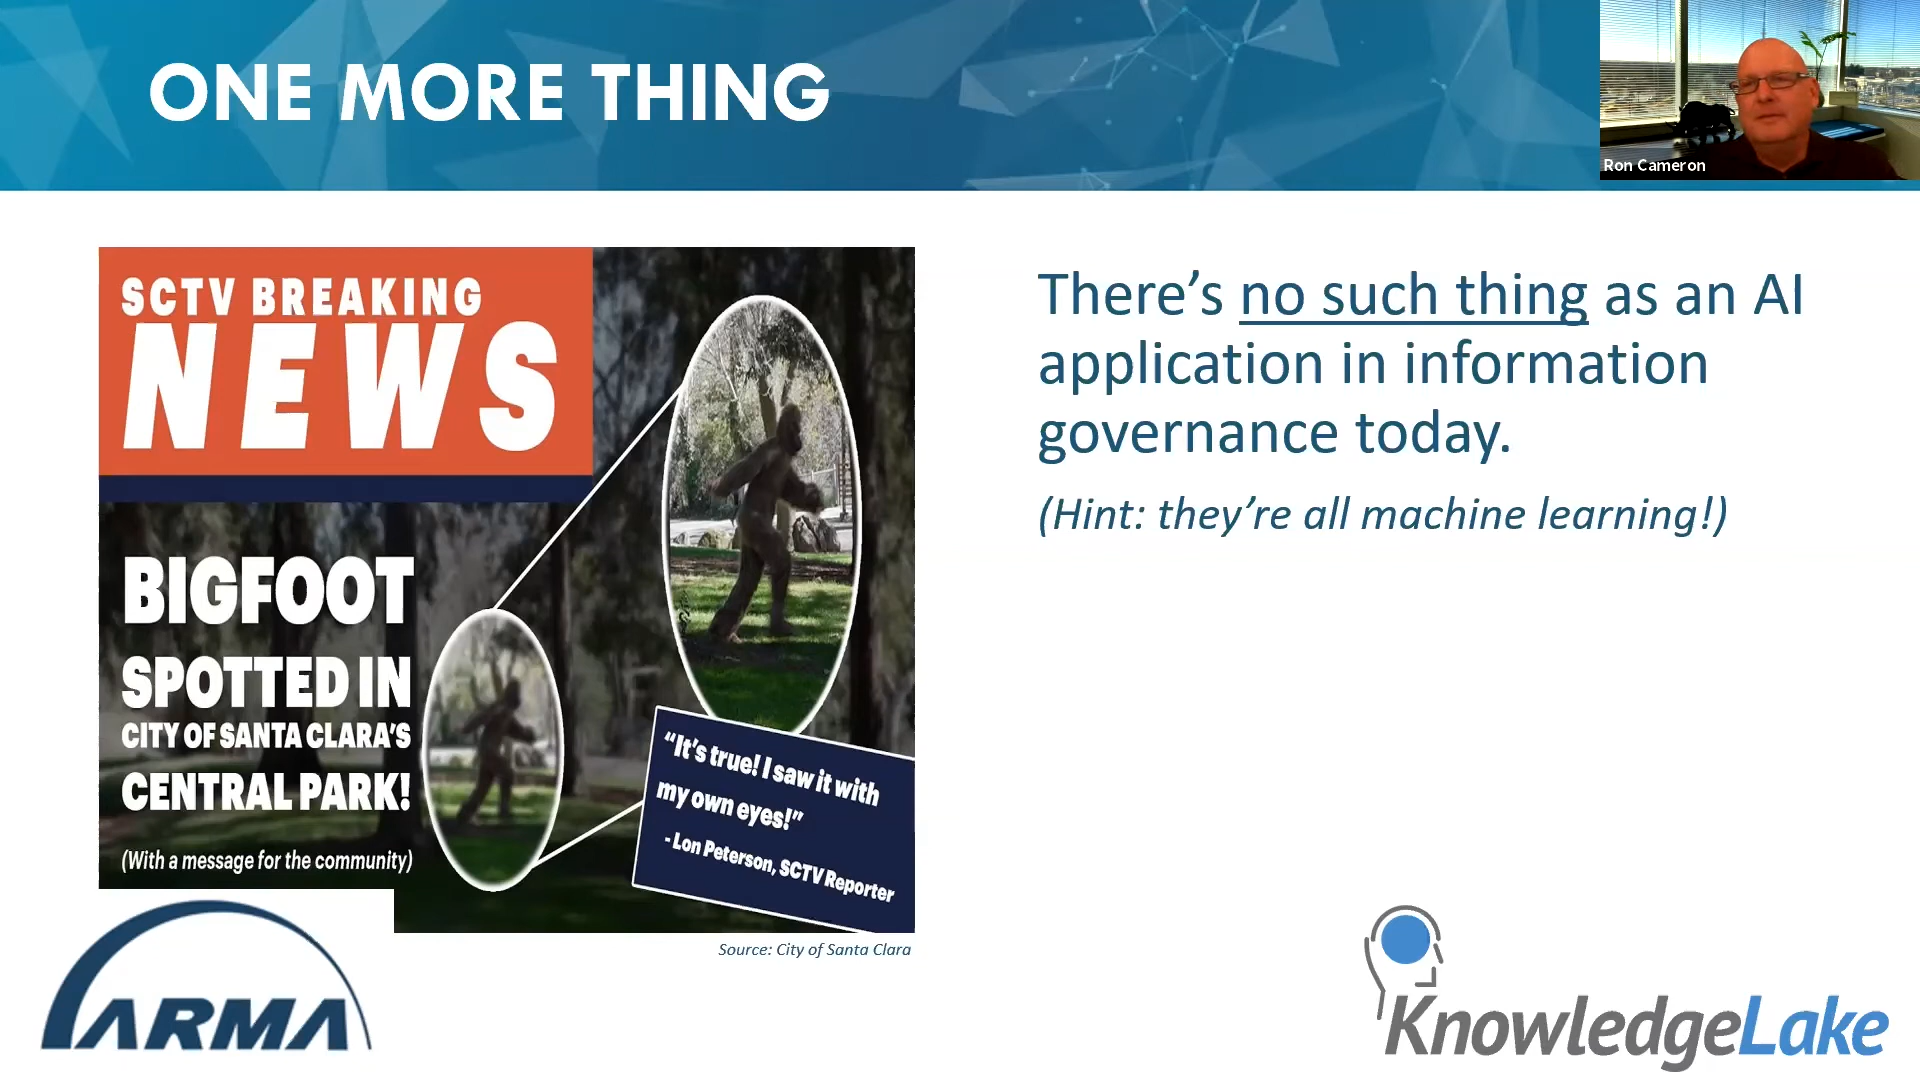 ONE MORE THING
Ron Cameron
SCTV BREAKING
NEWS
BIGFOOT
SPOTTED IN
CITY OF SANTA CLARA'S
CENTRAL PARK!
(With a message for the community)
“It's true! I saw it with
my own eyes!”
- Lon Peterson, SCTV Reporter
Source: City of Santa Clara
There’s no such thing as an AI
application in information
governance today.
(Hint: they’re all machine learning!)
ARMA
KnowledgeLake